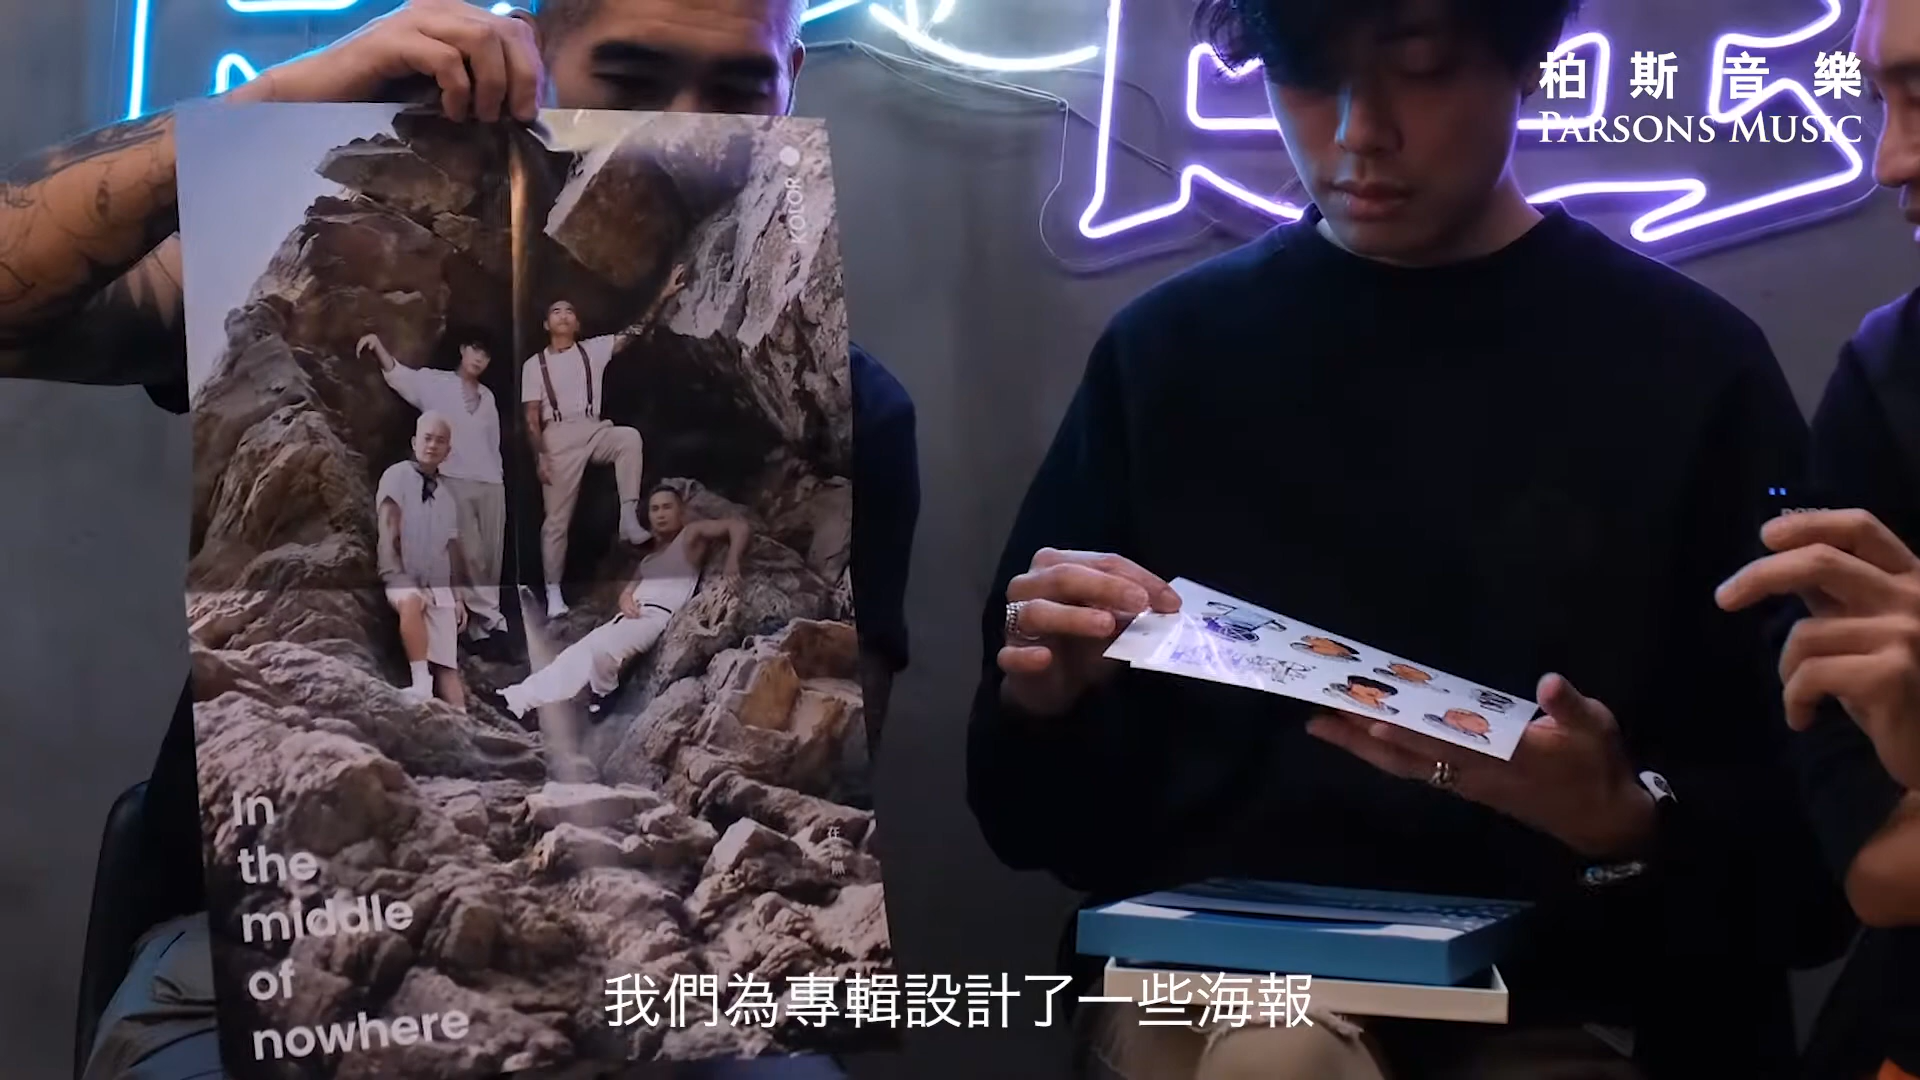 柏斯音樂
PARSONS MUSIC
KOLOR
In
the
middle
of
nowhere
我們為專輯設計了一些海報